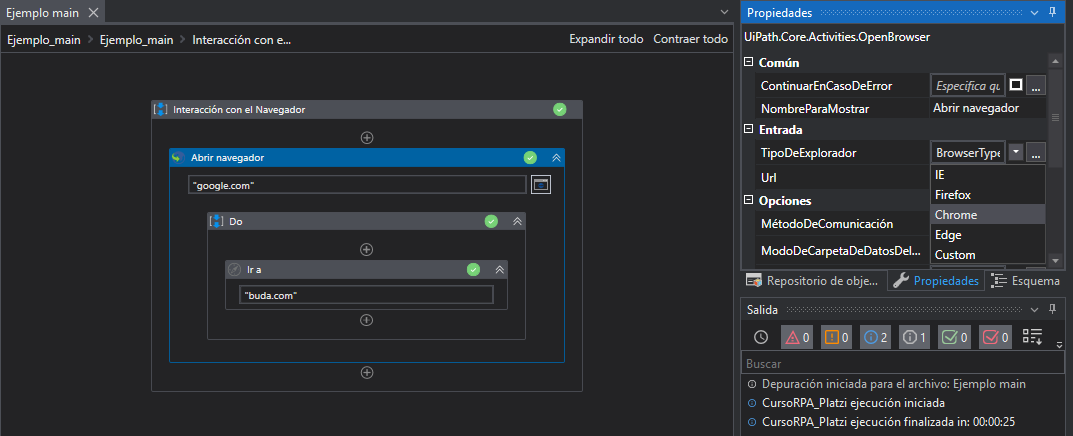 Ejemplo main
Ejemplo_main Ejemplo_main Interacción con e...
Expandir todo Contraer todo
Interacción con el Navegador
Abrir navegador
"google.com"
Do
Ir a
"buda.com"
Propiedades
UiPath.Core.Activities.OpenBrowser
Común
ContinuarEnCasoDeError Especifica qu ...
NombreParaMostrar Abrir navegador
Entrada
TipoDeExplorador BrowserType ...
Url
IE
Firefox
Opciones
Chrome
MétodoDeComunicación
Edge
ModoDeCarpetaDeDatosDel...
Custom
Repositorio de obje... Propiedades Esquema
Salida
0 0 2 1 0 0
Buscar
Depuración iniciada para el archivo: Ejemplo main
CursoRPA_Platzi ejecución iniciada
CursoRPA_Platzi ejecución finalizada in: 00:00:25